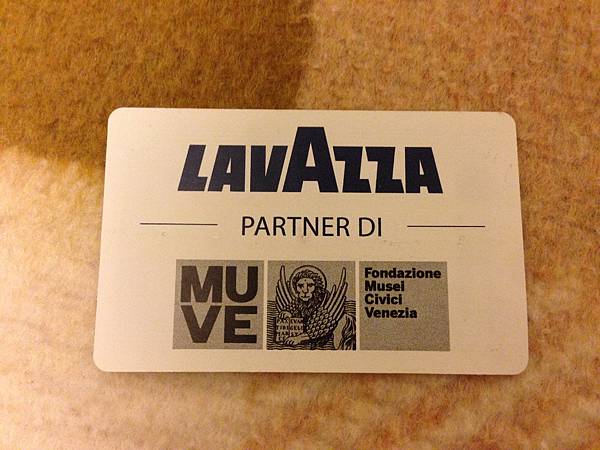 LAVAZZA
PARTNER DI
MU
VE
Fondazione
Musei
Civici
Venezia